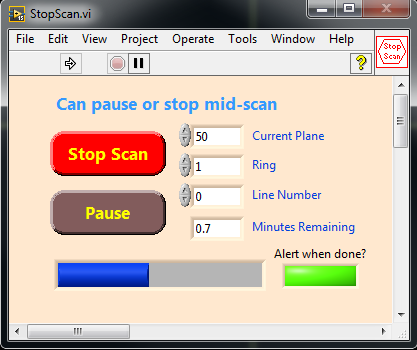 StopScan.vi
File Edit View Project Operate Tools Window Help
Stop
Scan
?
Can pause or stop mid-scan
Stop Scan
50 Current Plane
1 Ring
Pause
0 Line Number
0.7 Minutes Remaining
Alert when done?